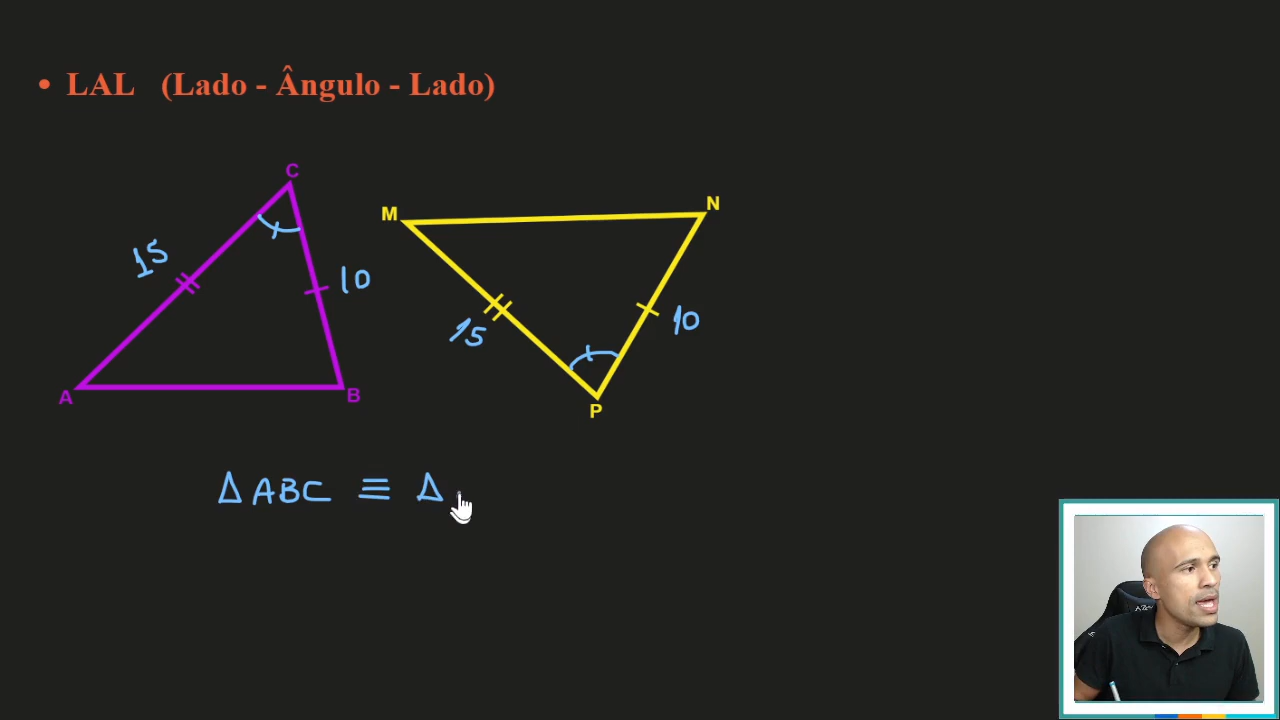 • LAL (Lado - Ângulo - Lado)
C
15
10
A
B
M
N
15
10
P
Δ ABC ≡ Δ